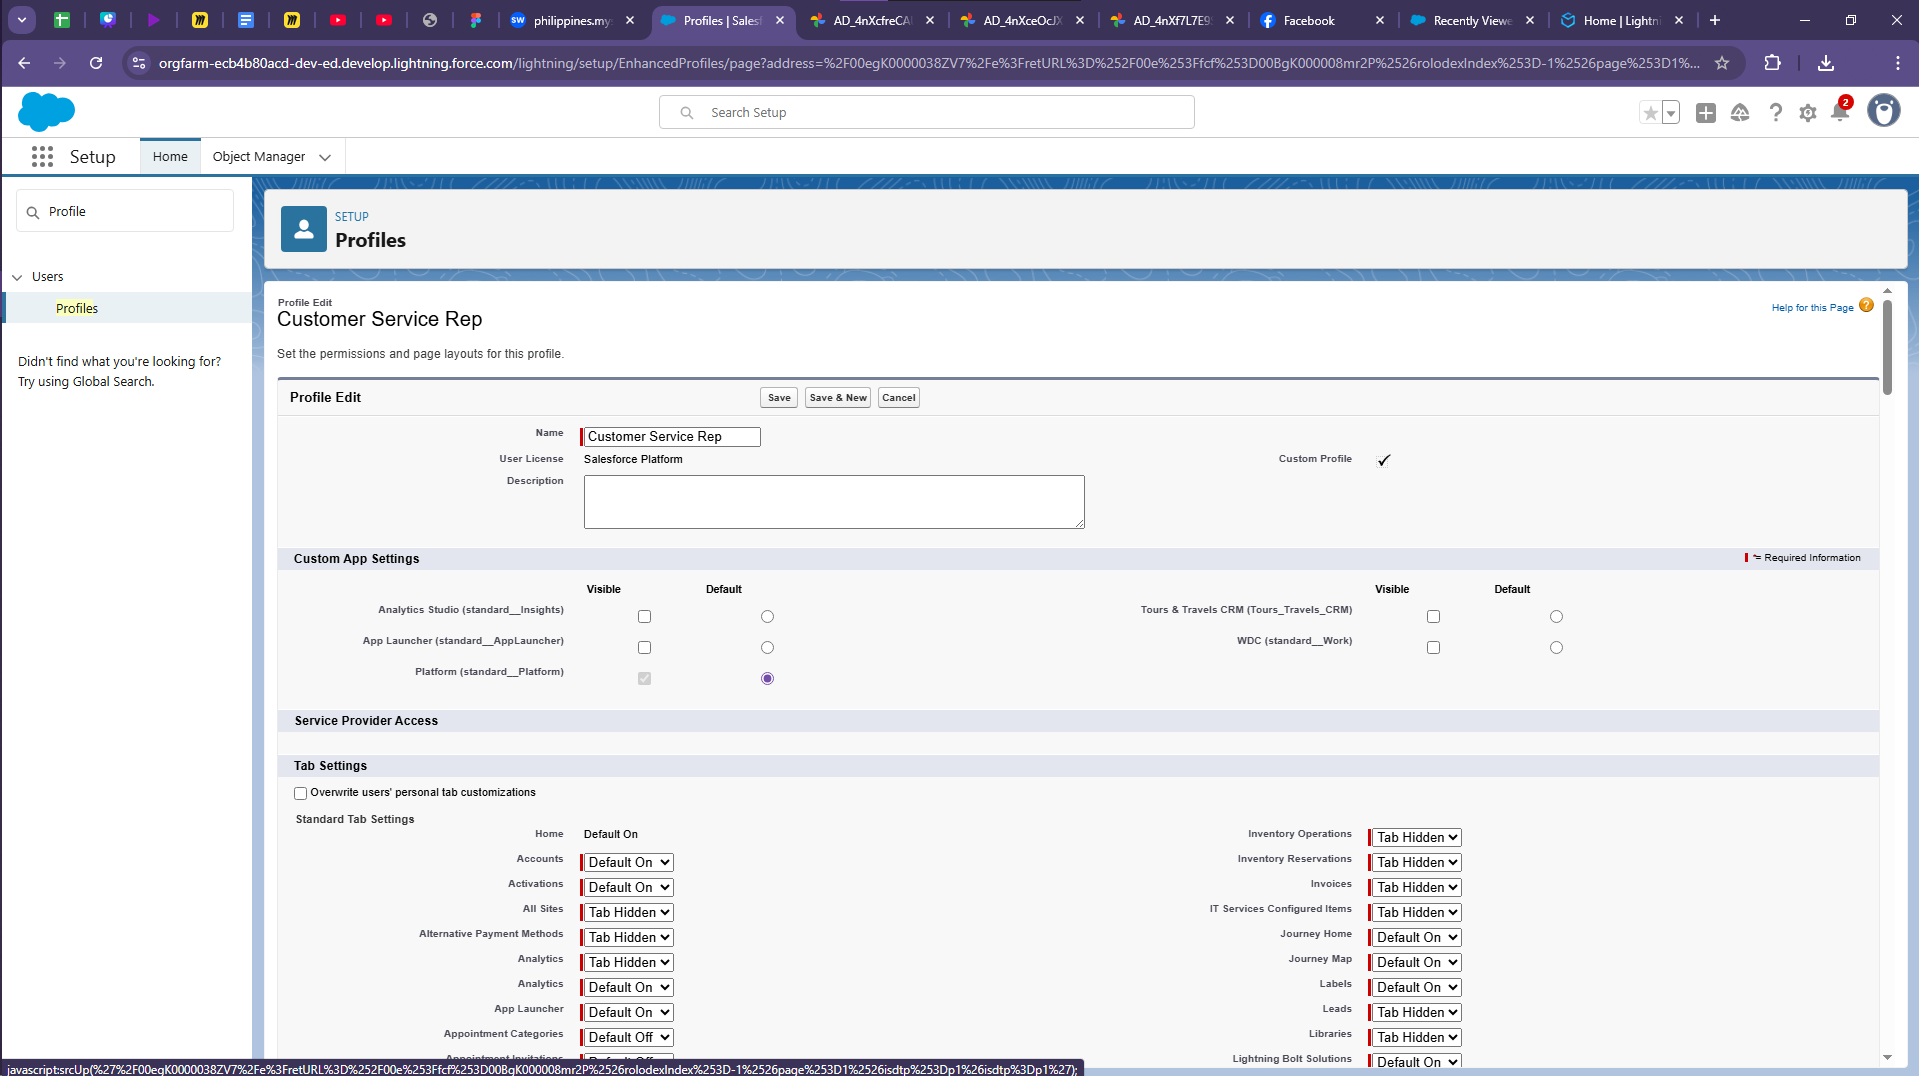 philippines.my
Profiles | Sales
AD_4nXcfreCA
AD_4nXceOcJX
AD_4nXf7L7E9
Facebook
Recently Viewe
Home | Lightni
orgfarm-ecb4b80acd-dev-ed.develop.lightning.force.com/lightning/setup/EnhancedProfiles/page?address=%2F00egK0000038ZV7%2Fe%3FretURL%3D%252F00e%253Ffcf%253D00BgK000008mr2P%2526rolodexIndex%253D-1%2526page%253D1%...
Search Setup
2
Setup
Home
Object Manager
Profile
Users
Profiles
Didn't find what you're looking for?
Try using Global Search.
SETUP
Profiles
Profile Edit
Customer Service Rep
Help for this Page
Set the permissions and page layouts for this profile.
Profile Edit
Save
Save & New
Cancel
Name
Customer Service Rep
User License
Salesforce Platform
Custom Profile
Description
Custom App Settings
= Required Information
Visible Default Visible Default
Analytics Studio (standard__Insights)
Tours & Travels CRM (Tours_Travels_CRM)
App Launcher (standard__AppLauncher)
WDC (standard__Work)
Platform (standard__Platform)
Service Provider Access
Tab Settings
Overwrite users' personal tab customizations
Standard Tab Settings
Home Default On Inventory Operations Tab Hidden
Accounts Default On Inventory Reservations Tab Hidden
Activations Default On Invoices Tab Hidden
All Sites Tab Hidden IT Services Configured Items Tab Hidden
Alternative Payment Methods Tab Hidden Journey Home Default On
Analytics Tab Hidden Journey Map Default On
Analytics Default On Labels Default On
App Launcher Default On Leads Tab Hidden
Appointment Categories Default Off Libraries Tab Hidden
Appointment Invitations Default Off Lightning Bolt Solutions Default On
javascript:srcUp(%27%2F00egK0000038ZV7%2Fe%3FretURL%3D%252F00e%253Ffcf%253D00BgK000008mr2P%2526rolodexIndex%253D-1%2526page%253D1%2526isdtp%253Dp1%26isdtp%3Dp1%27);